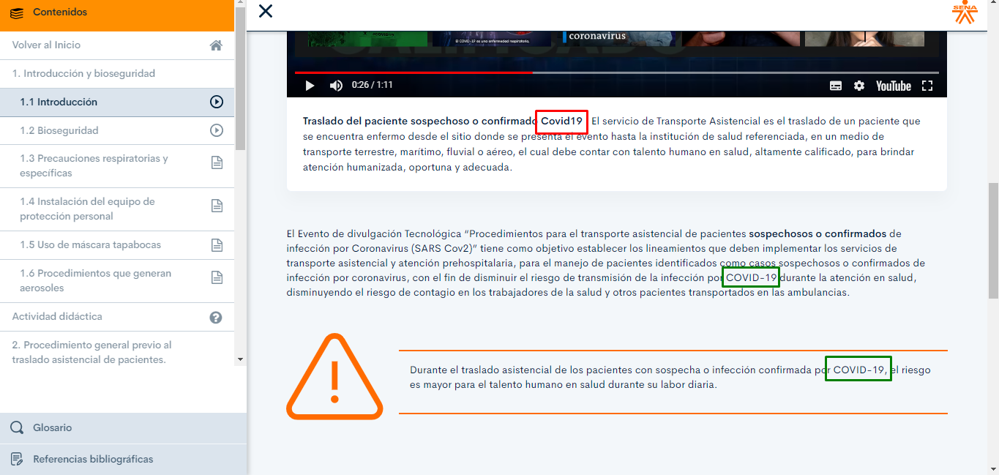 Contenidos
Volver al Inicio
1. Introducción y bioseguridad
1.1 Introducción
1.2 Bioseguridad
1.3 Precauciones respiratorias y
específicas
1.4 Instalación del equipo de
protección personal
1.5 Uso de máscara tapabocas
1.6 Procedimientos que generan
aerosoles
Actividad didáctica
2. Procedimiento general previo al
traslado asistencial de pacientes.
Glosario
Referencias bibliográficas
SENA
coronavirus
0:26 / 1:11
YouTube
Traslado del paciente sospechoso o confirmado Covid19 El servicio de Transporte Asistencial es el traslado de un paciente que
se encuentra enfermo desde el sitio donde se presenta el evento hasta la institución de salud referenciada, en un medio de
transporte terrestre, marítimo, fluvial o aéreo, el cual debe contar con talento humano en salud, altamente calificado, para brindar
atención humanizada, oportuna y adecuada.
El Evento de divulgación Tecnológica “Procedimientos para el transporte asistencial de pacientes sospechosos o confirmados de
infección por Coronavirus (SARS Cov2)” tiene como objetivo establecer los lineamientos que deben implementar los servicios de
transporte asistencial y atención prehospitalaria, para el manejo de pacientes identificados como casos sospechosos o confirmados de
infección por coronavirus, con el fin de disminuir el riesgo de transmisión de la infección por COVID-19 durante la atención en salud,
disminuyendo el riesgo de contagio en los trabajadores de la salud y otros pacientes transportados en las ambulancias.
Durante el traslado asistencial de los pacientes con sospecha o infección confirmada por COVID-19, el riesgo
es mayor para el talento humano en salud durante su labor diaria.